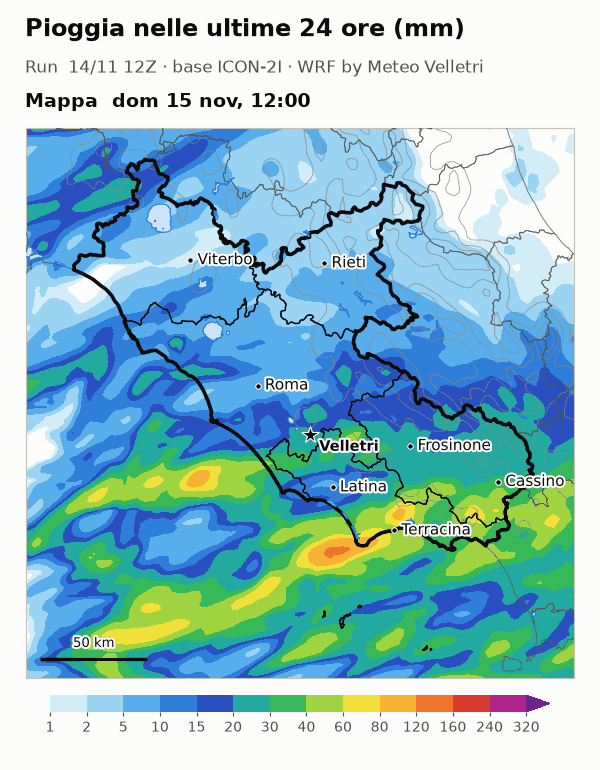 Pioggia nelle ultime 24 ore (mm)
Run 14/11 12Z · base ICON-2I · WRF by Meteo Velletri
Mappa dom 15 nov, 12:00
Viterbo
Rieti
Roma
Velletri
Frosinone
Cassino
Latina
Terracina
50 km
1 2 5 10 15 20 30 40 60 80 120 160 240 320